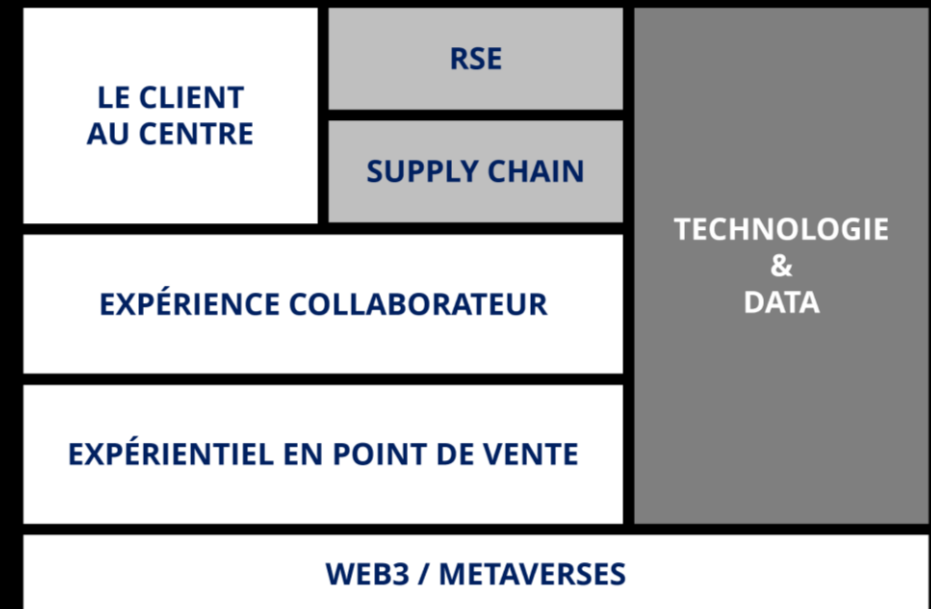 LE CLIENT
AU CENTRE
RSE
SUPPLY CHAIN
TECHNOLOGIE
&
DATA
EXPÉRIENCE COLLABORATEUR
EXPÉRIENTIEL EN POINT DE VENTE
WEB3 / METAVERSES